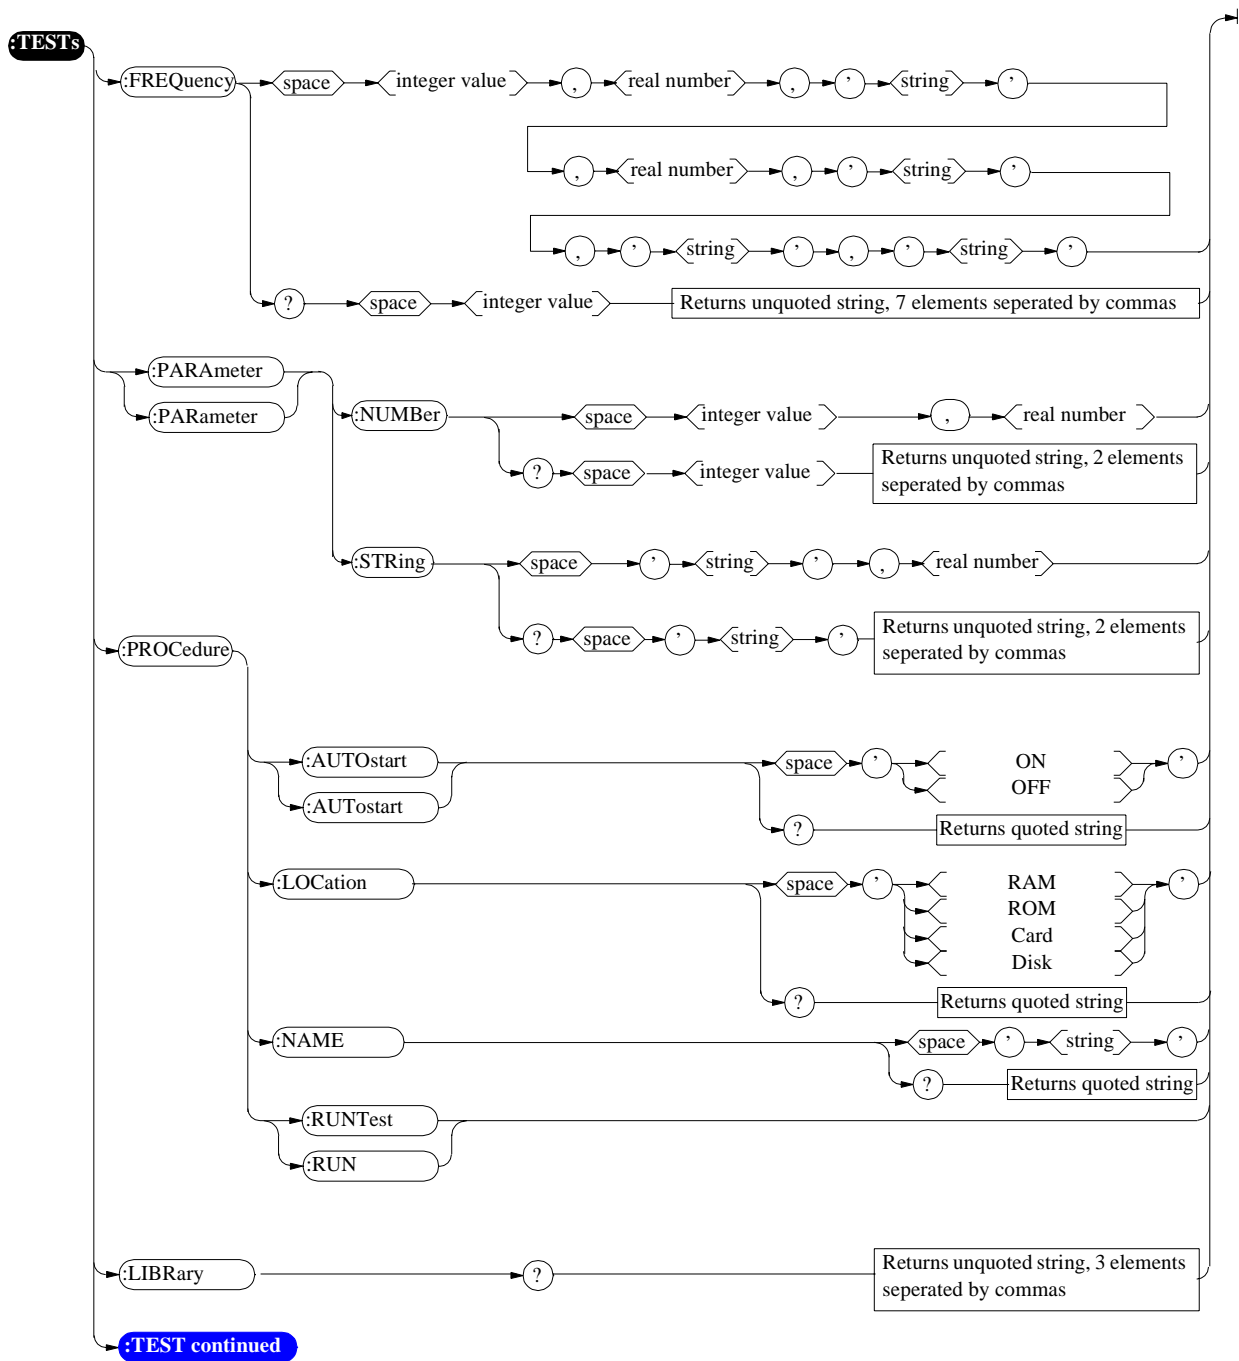 :TESTs
:FREQuency space integer value , real number , ’ string ’
, real number , ’ string ’
, ’ string ’ , ’ string ’
? space integer value Returns unquoted string, 7 elements seperated by commas
:PARAmeter
:PARameter
:NUMBer space integer value , real number
? space integer value Returns unquoted string, 2 elements
seperated by commas
:STRing space ’ string ’ , real number
? space ’ string ’ Returns unquoted string, 2 elements
seperated by commas
:PROCedure
:AUTOstart space ’ ON ’
:AUTostart OFF
? Returns quoted string
:LOCation space ’ RAM ’
ROM
Card
Disk
? Returns quoted string
:NAME space ’ string ’
? Returns quoted string
:RUNTest
:RUN
:LIBRary ? Returns unquoted string, 3 elements
seperated by commas
:TEST continued